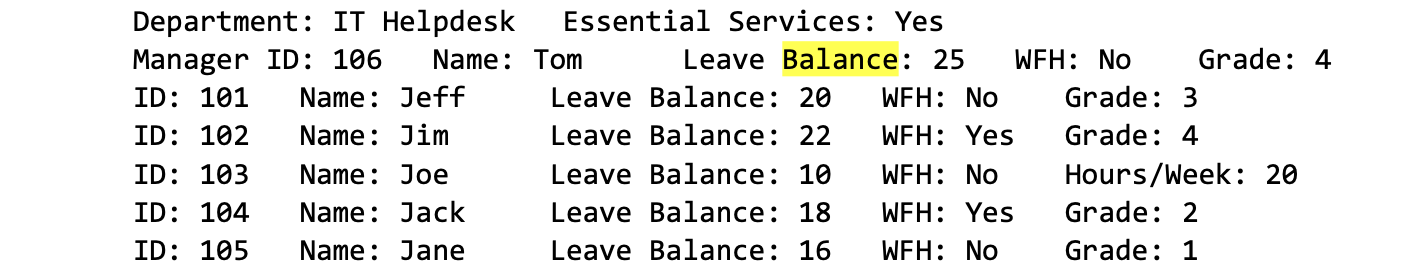 Department: IT Helpdesk   Essential Services: Yes
Manager ID: 106   Name: Tom      Leave Balance: 25   WFH: No    Grade: 4
ID: 101   Name: Jeff     Leave Balance: 20   WFH: No    Grade: 3
ID: 102   Name: Jim      Leave Balance: 22   WFH: Yes   Grade: 4
ID: 103   Name: Joe      Leave Balance: 10   WFH: No    Hours/Week: 20
ID: 104   Name: Jack     Leave Balance: 18   WFH: Yes   Grade: 2
ID: 105   Name: Jane     Leave Balance: 16   WFH: No    Grade: 1